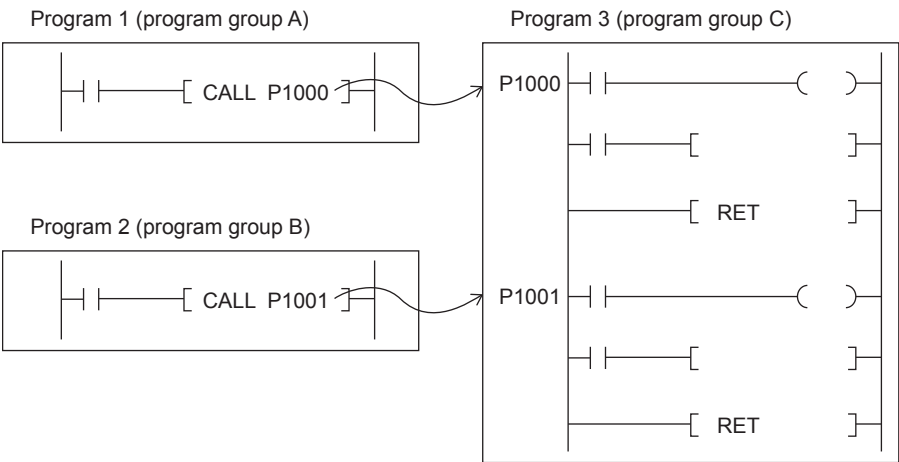 Program 1 (program group A)
CALL P1000
Program 2 (program group B)
CALL P1001
Program 3 (program group C)
P1000
RET
P1001
RET